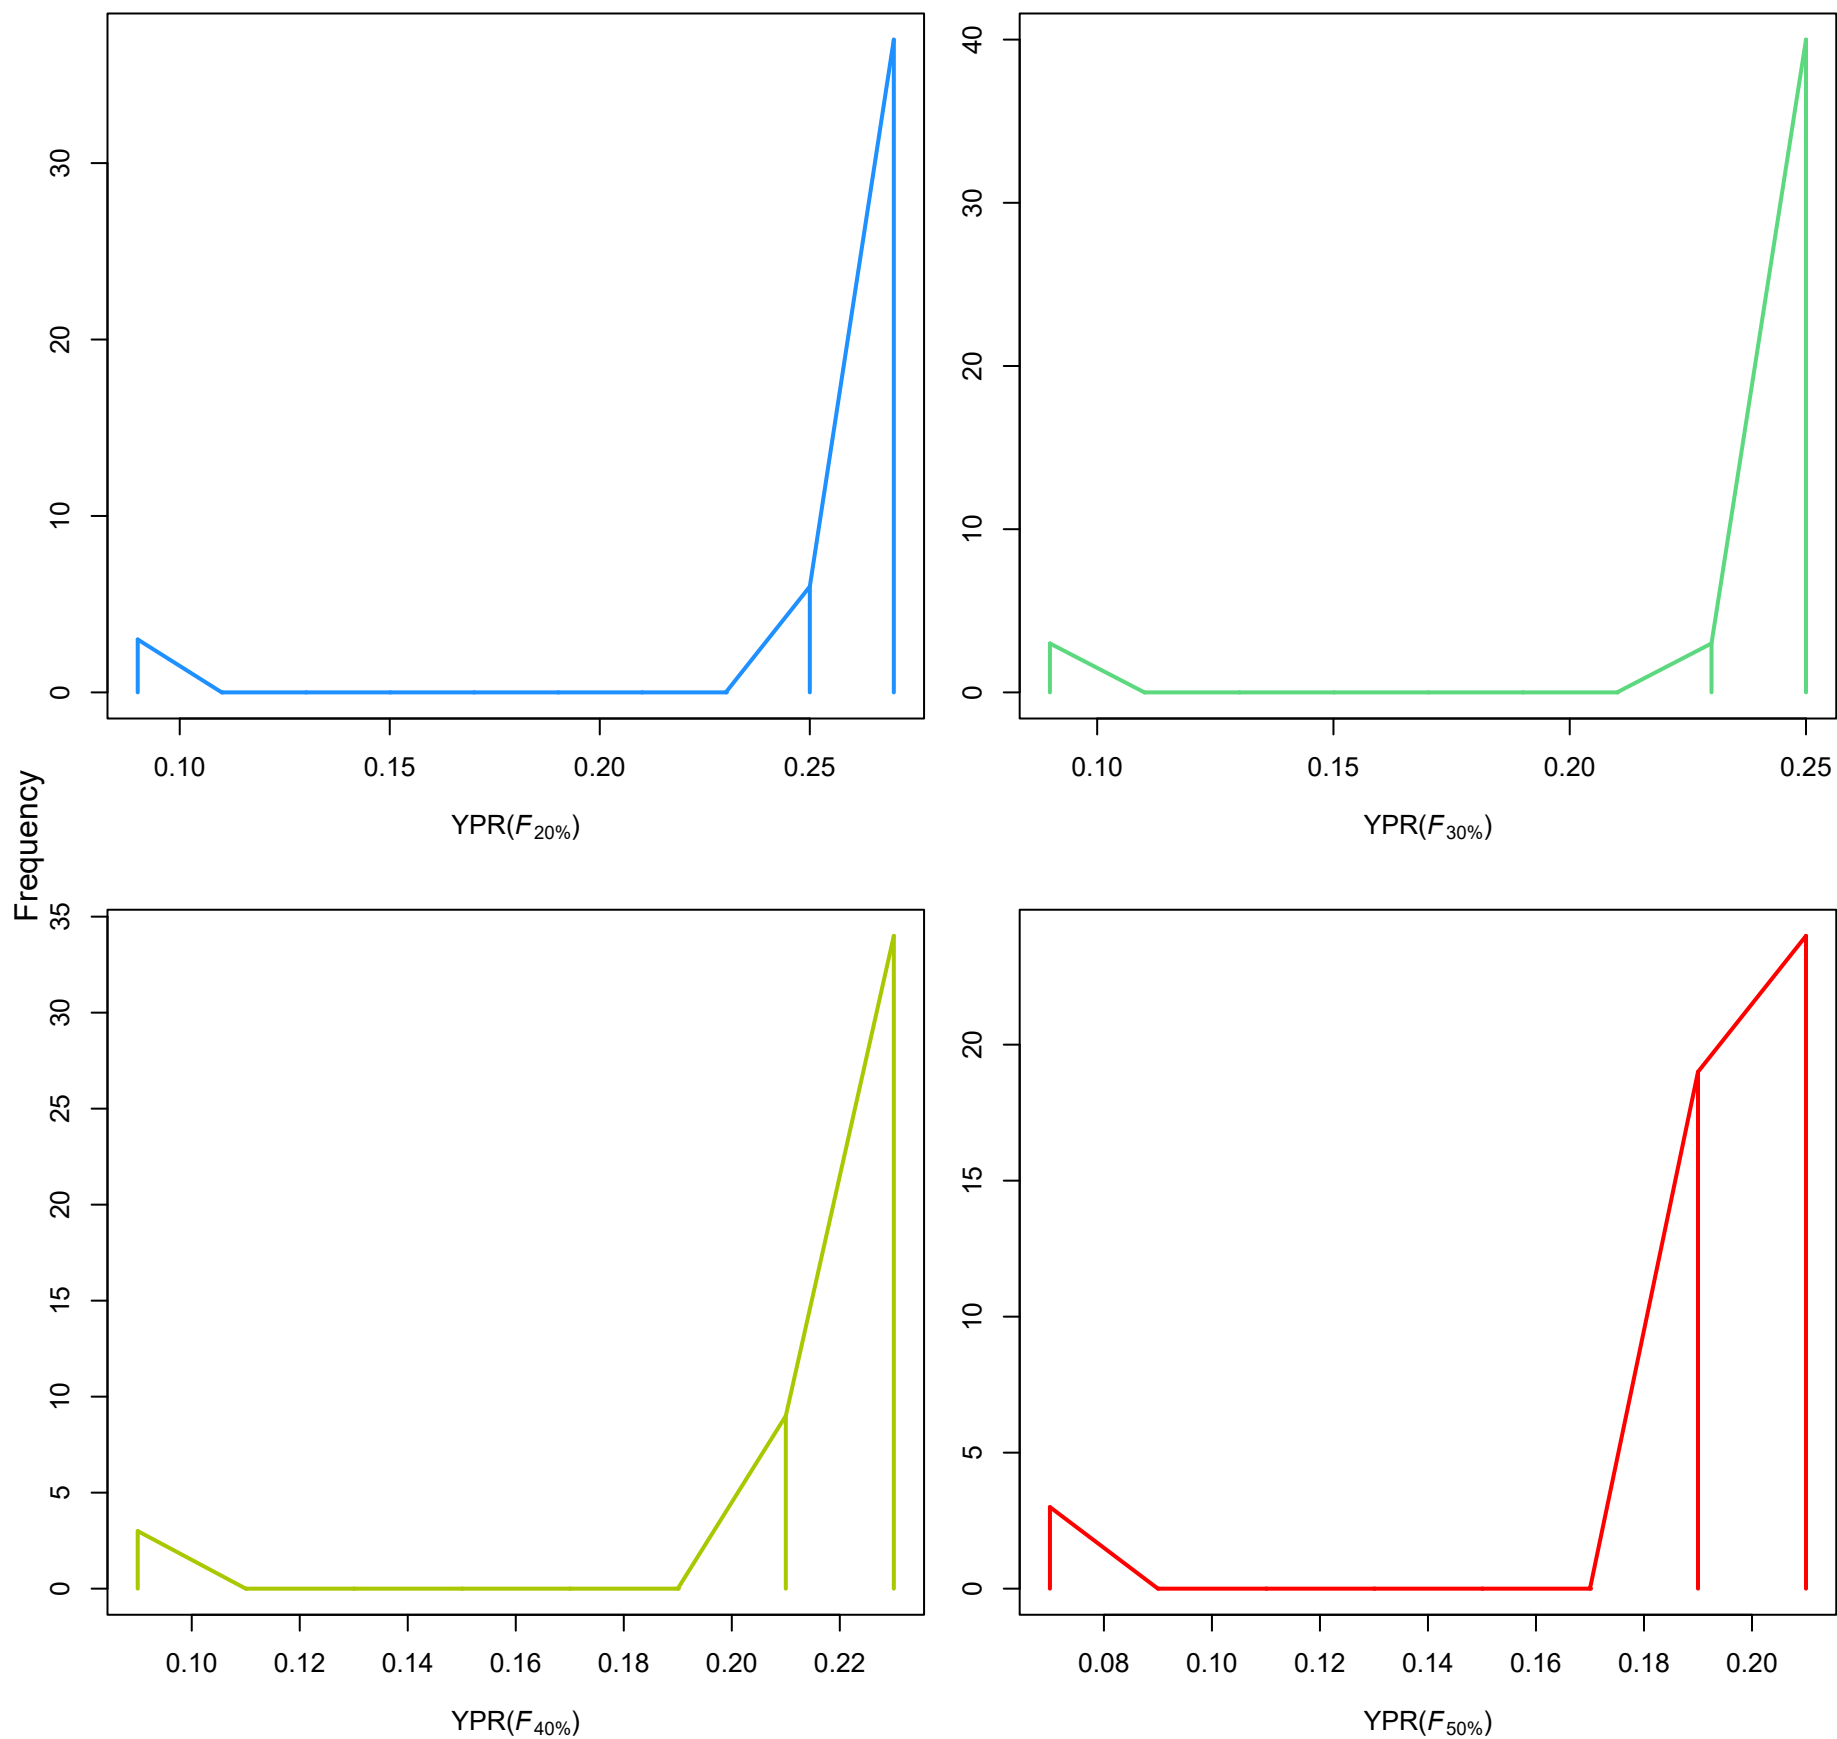 Frequency
0 10 20 30
0.10 0.15 0.20 0.25
YPR(F20%)
0 10 20 30 40
0.10 0.15 0.20 0.25
YPR(F30%)
0 5 10 15 20 25 30 35
0.10 0.12 0.14 0.16 0.18 0.20 0.22
YPR(F40%)
0 5 10 15 20
0.08 0.10 0.12 0.14 0.16 0.18 0.20
YPR(F50%)